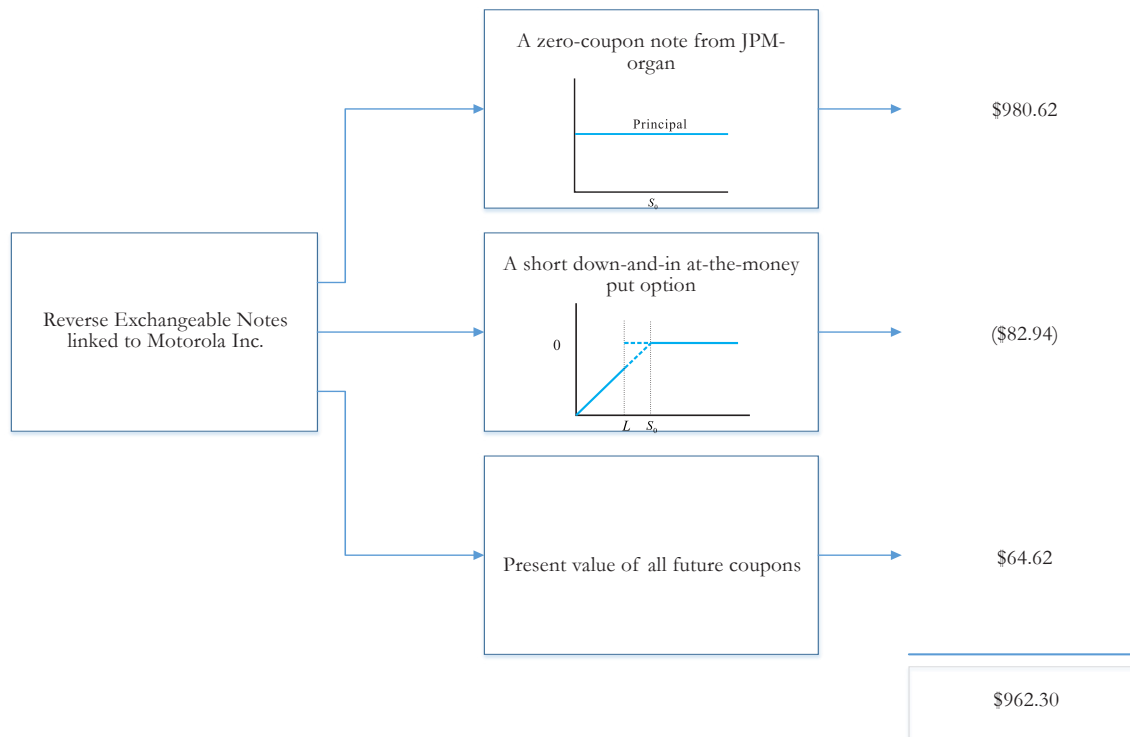 Reverse Exchangeable Notes
linked to Motorola Inc.
A zero-coupon note from JPM-
organ
Principal
S₀
$980.62
A short down-and-in at-the-money
put option
0
L S₀
($82.94)
Present value of all future coupons
$64.62
$962.30